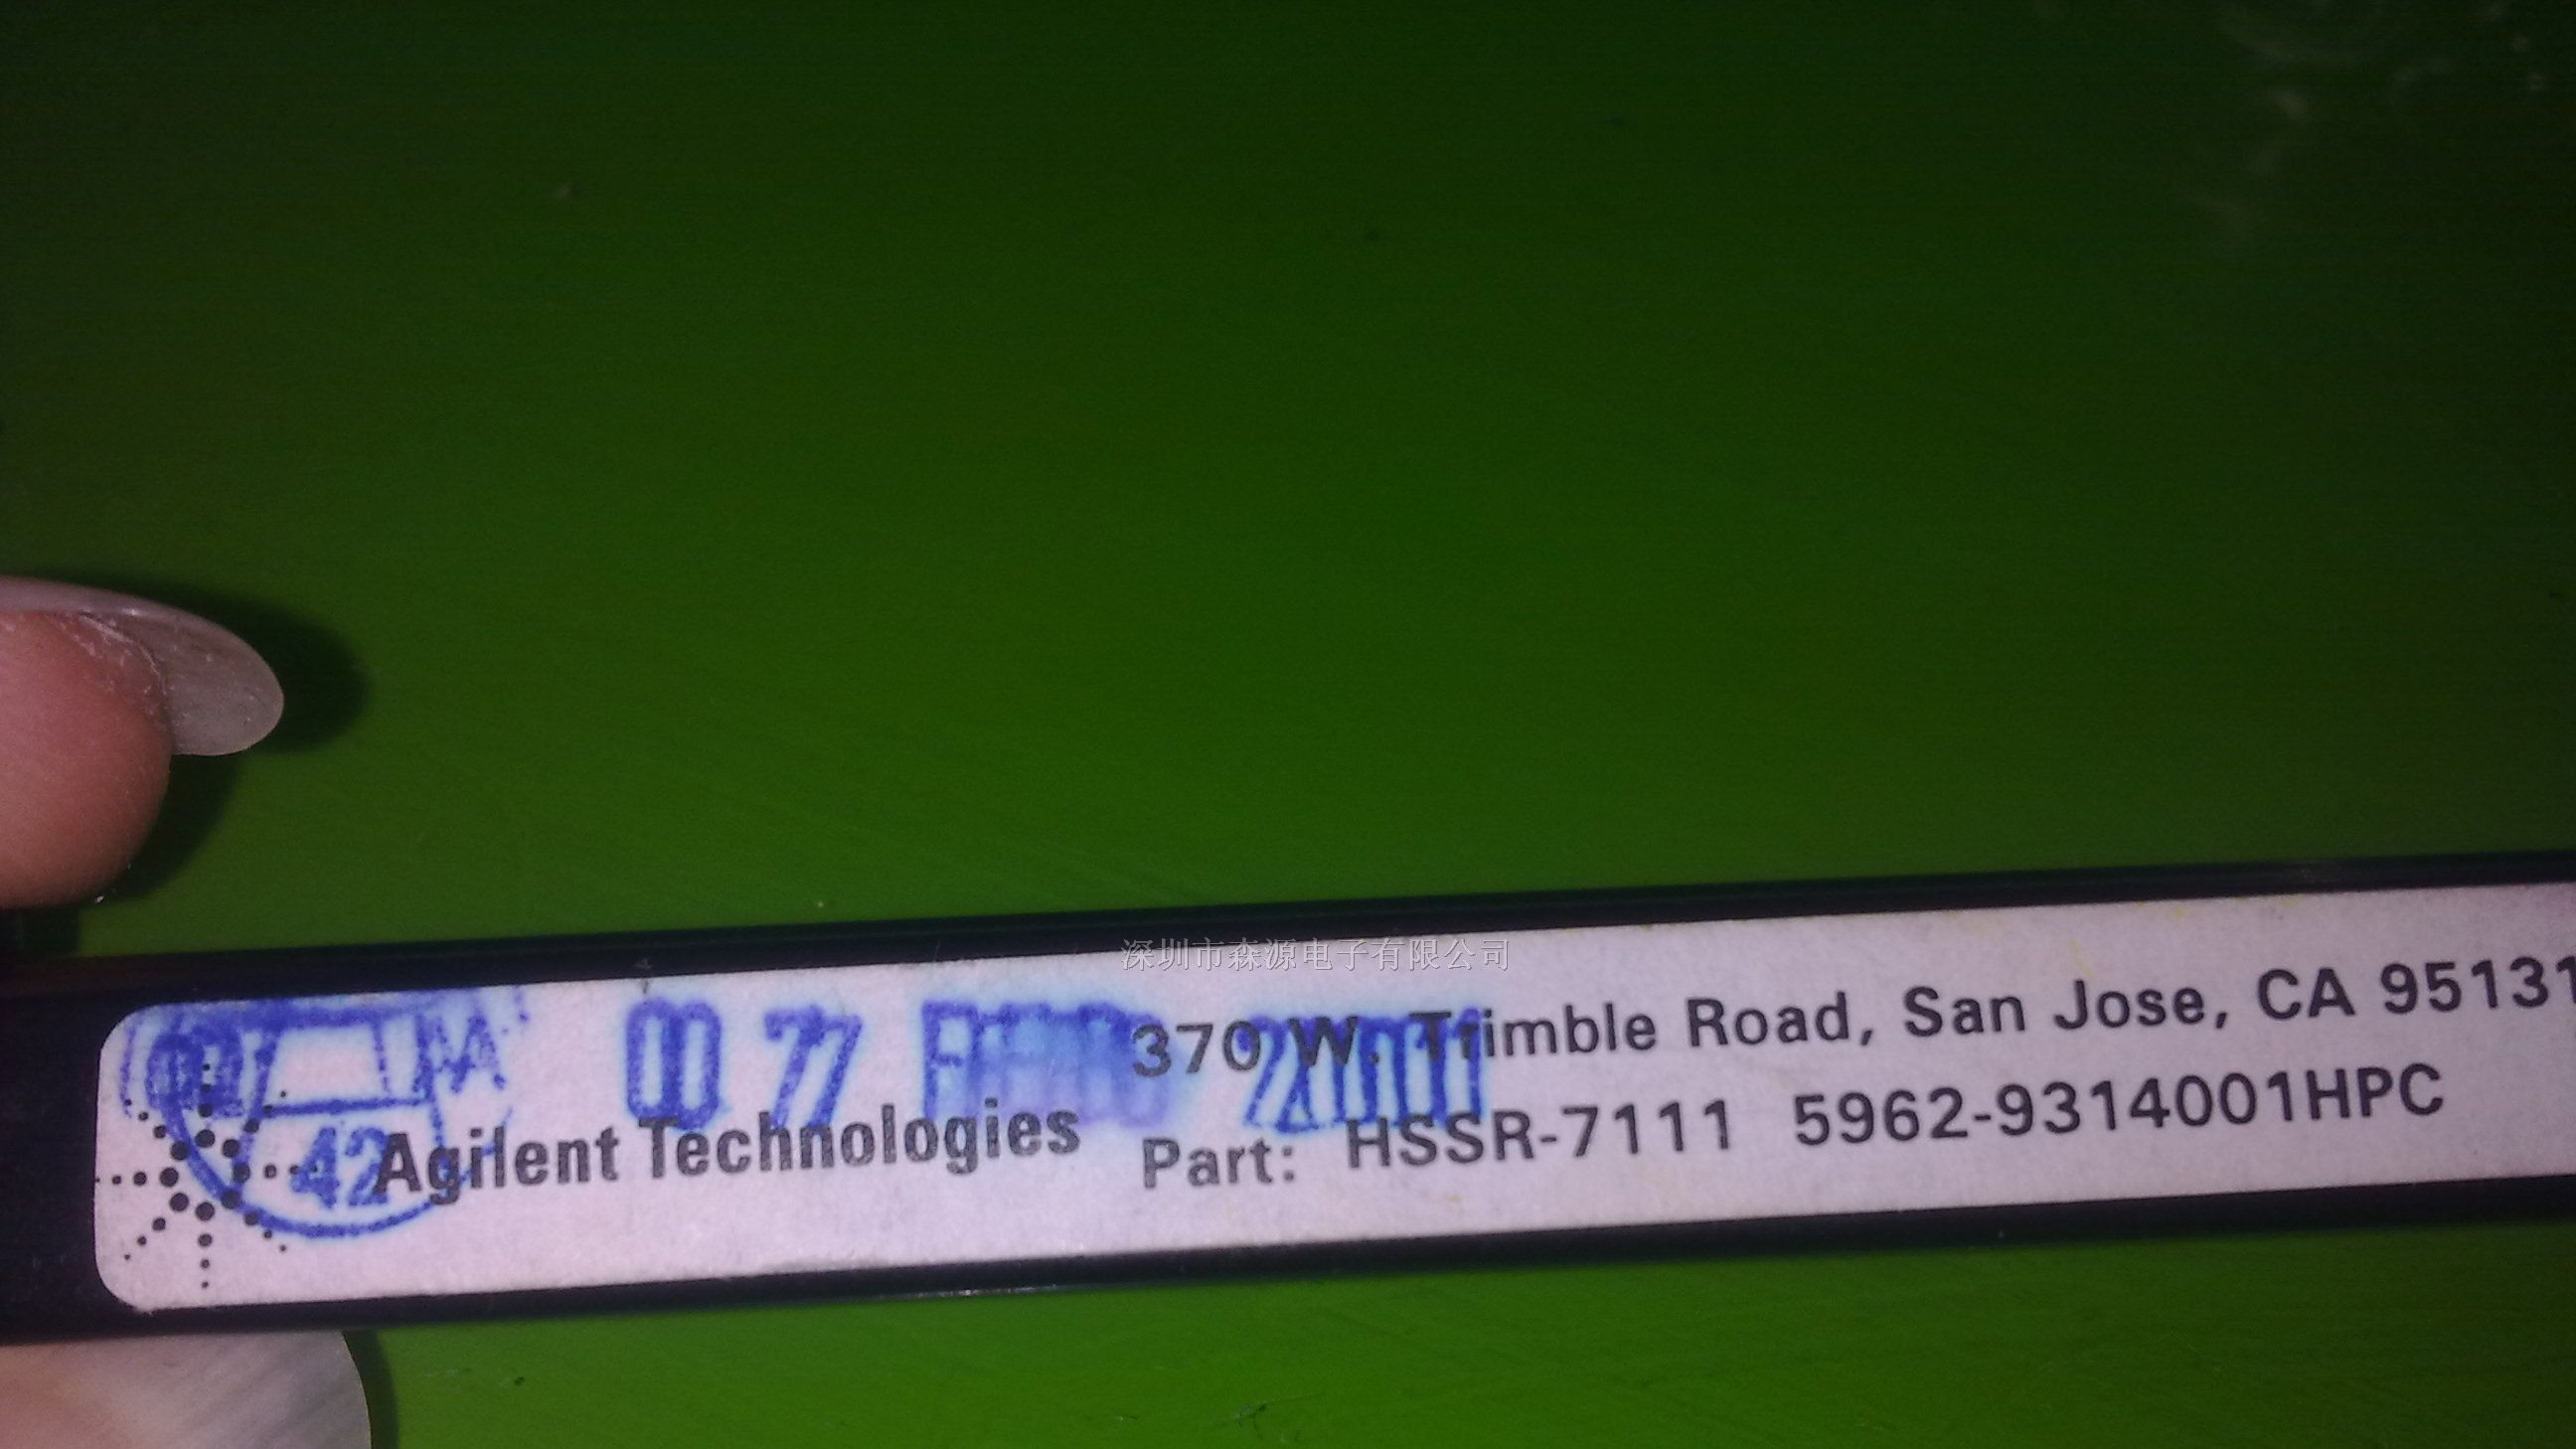 深圳市森源电子有限公司
370 W. Trimble Road, San Jose, CA 95131
Agilent Technologies
Part: HSSR-7111 5962-9314001HPC
42